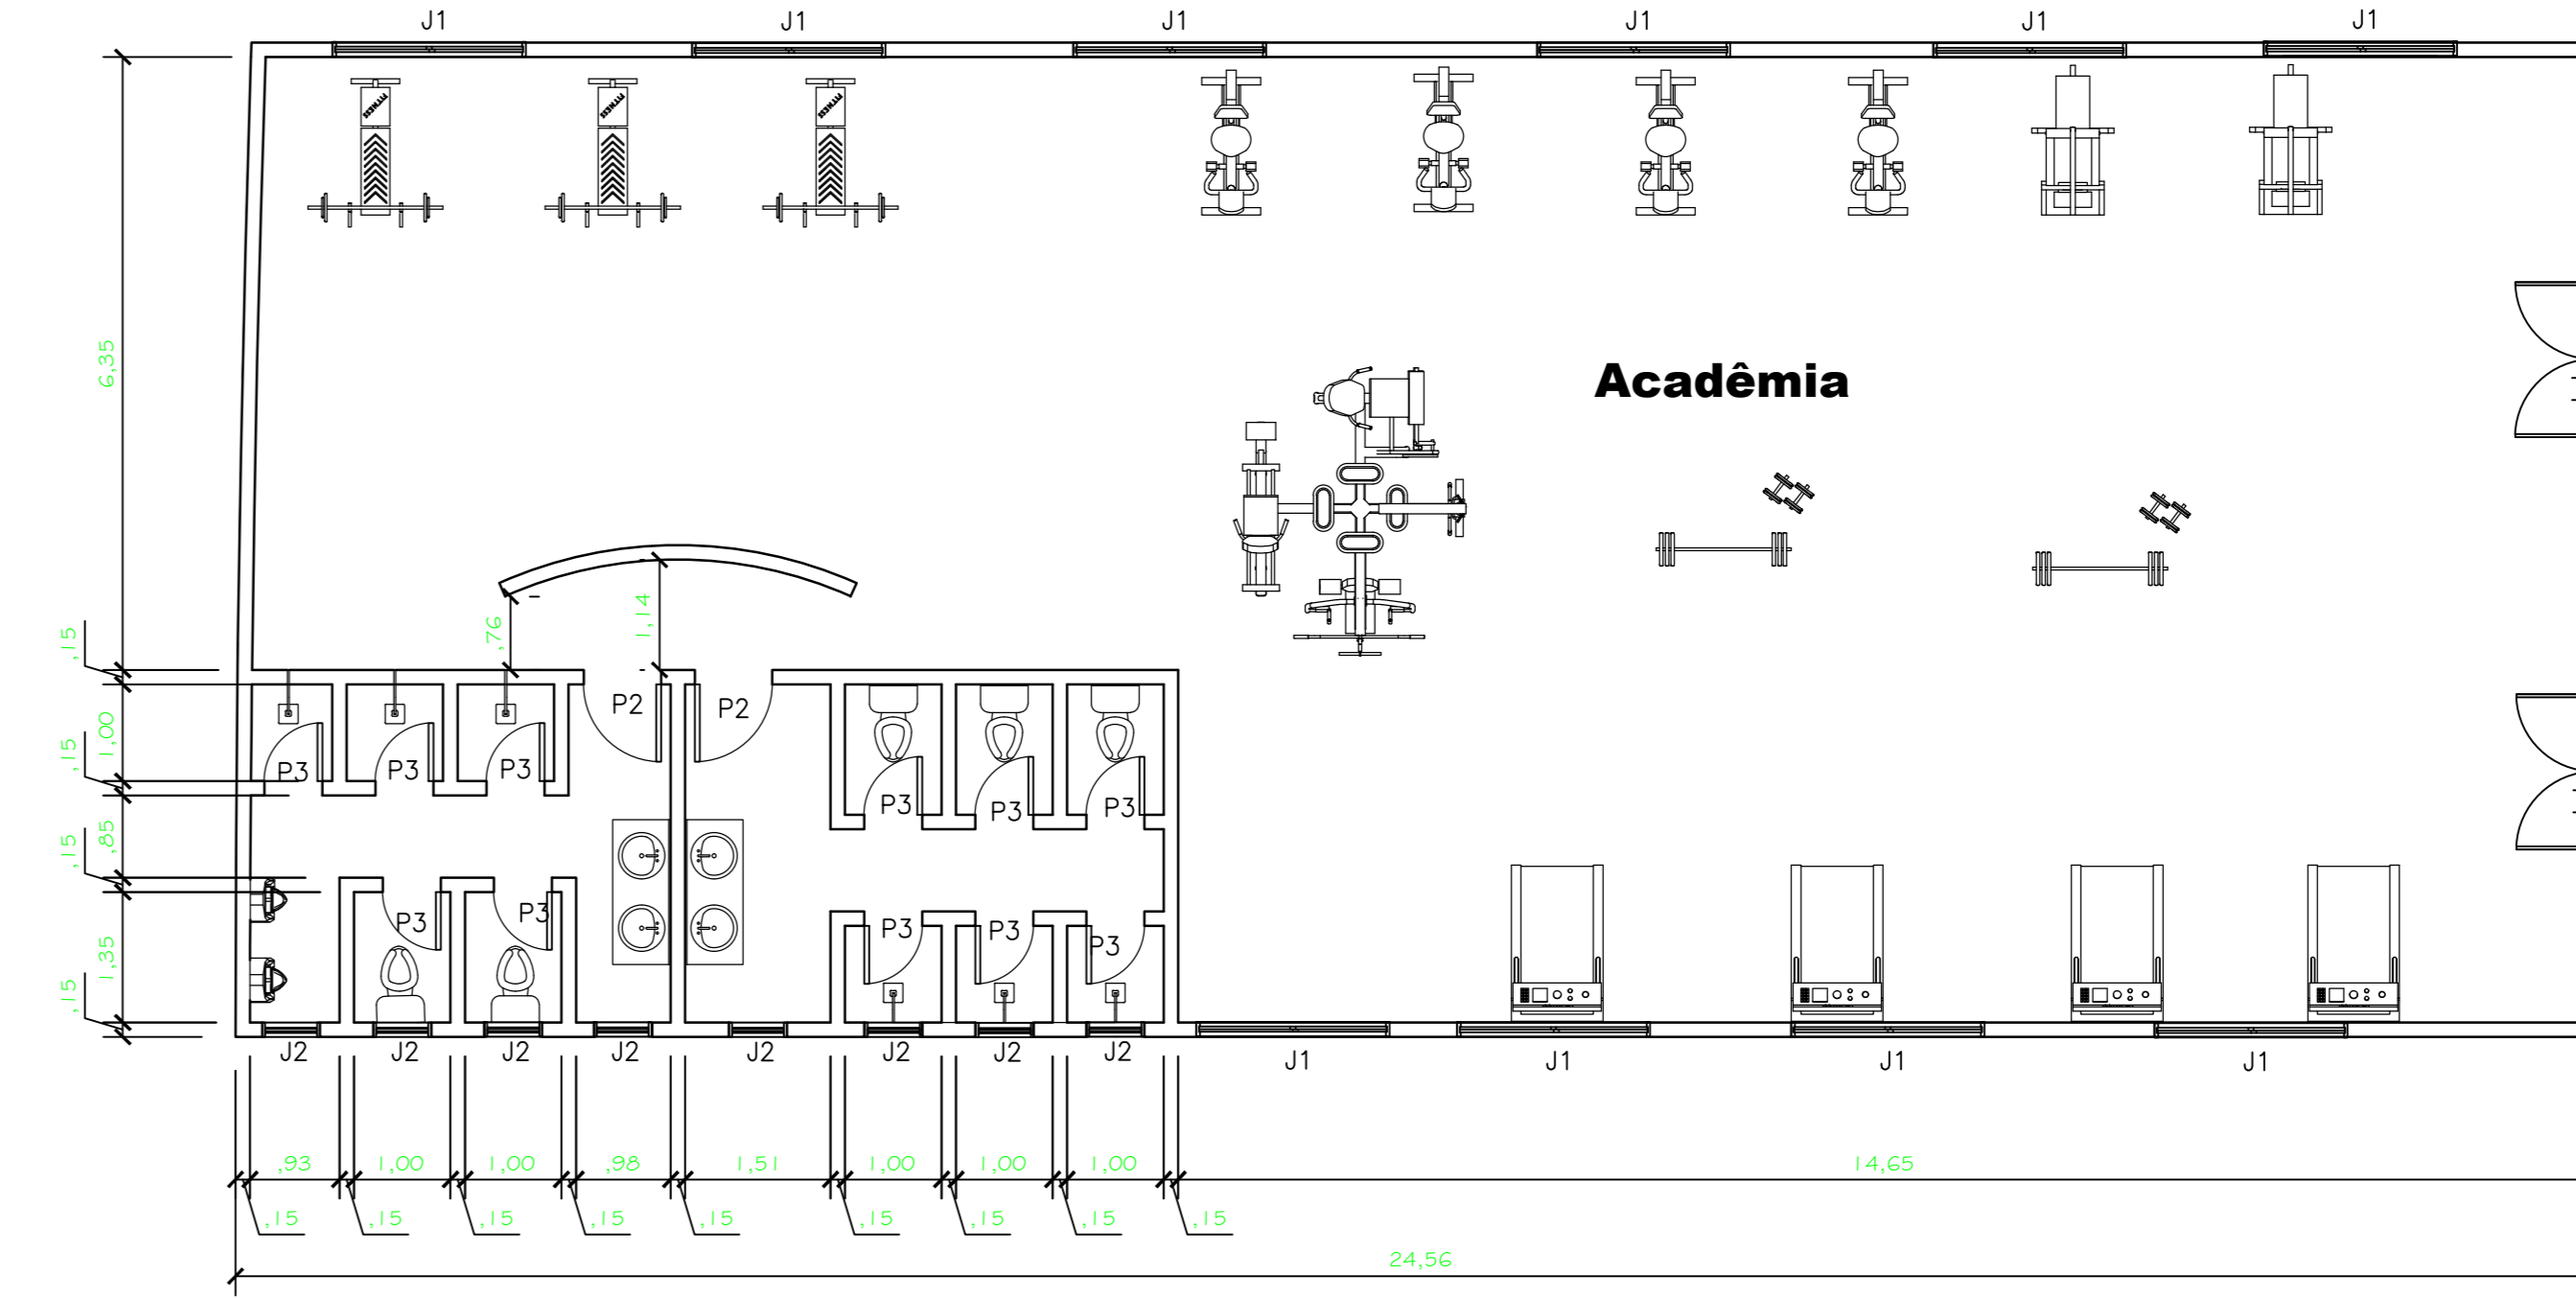 J1 J1 J1 J1 J1 J1
FITNESS FITNESS FITNESS
6,35
Acadêmia
,76
1,14
,15
P2 P2
1,00
,15
P3 P3 P3
P3 P3 P3
,85
,15
P3 P3
P3 P3 P3
1,35
,15
J2 J2 J2 J2 J2 J2 J2 J2
J1 J1 J1 J1
,93 1,00 1,00 ,98 1,51 1,00 1,00 1,00 14,65
,15 ,15 ,15 ,15 ,15 ,15 ,15 ,15 ,15
24,56